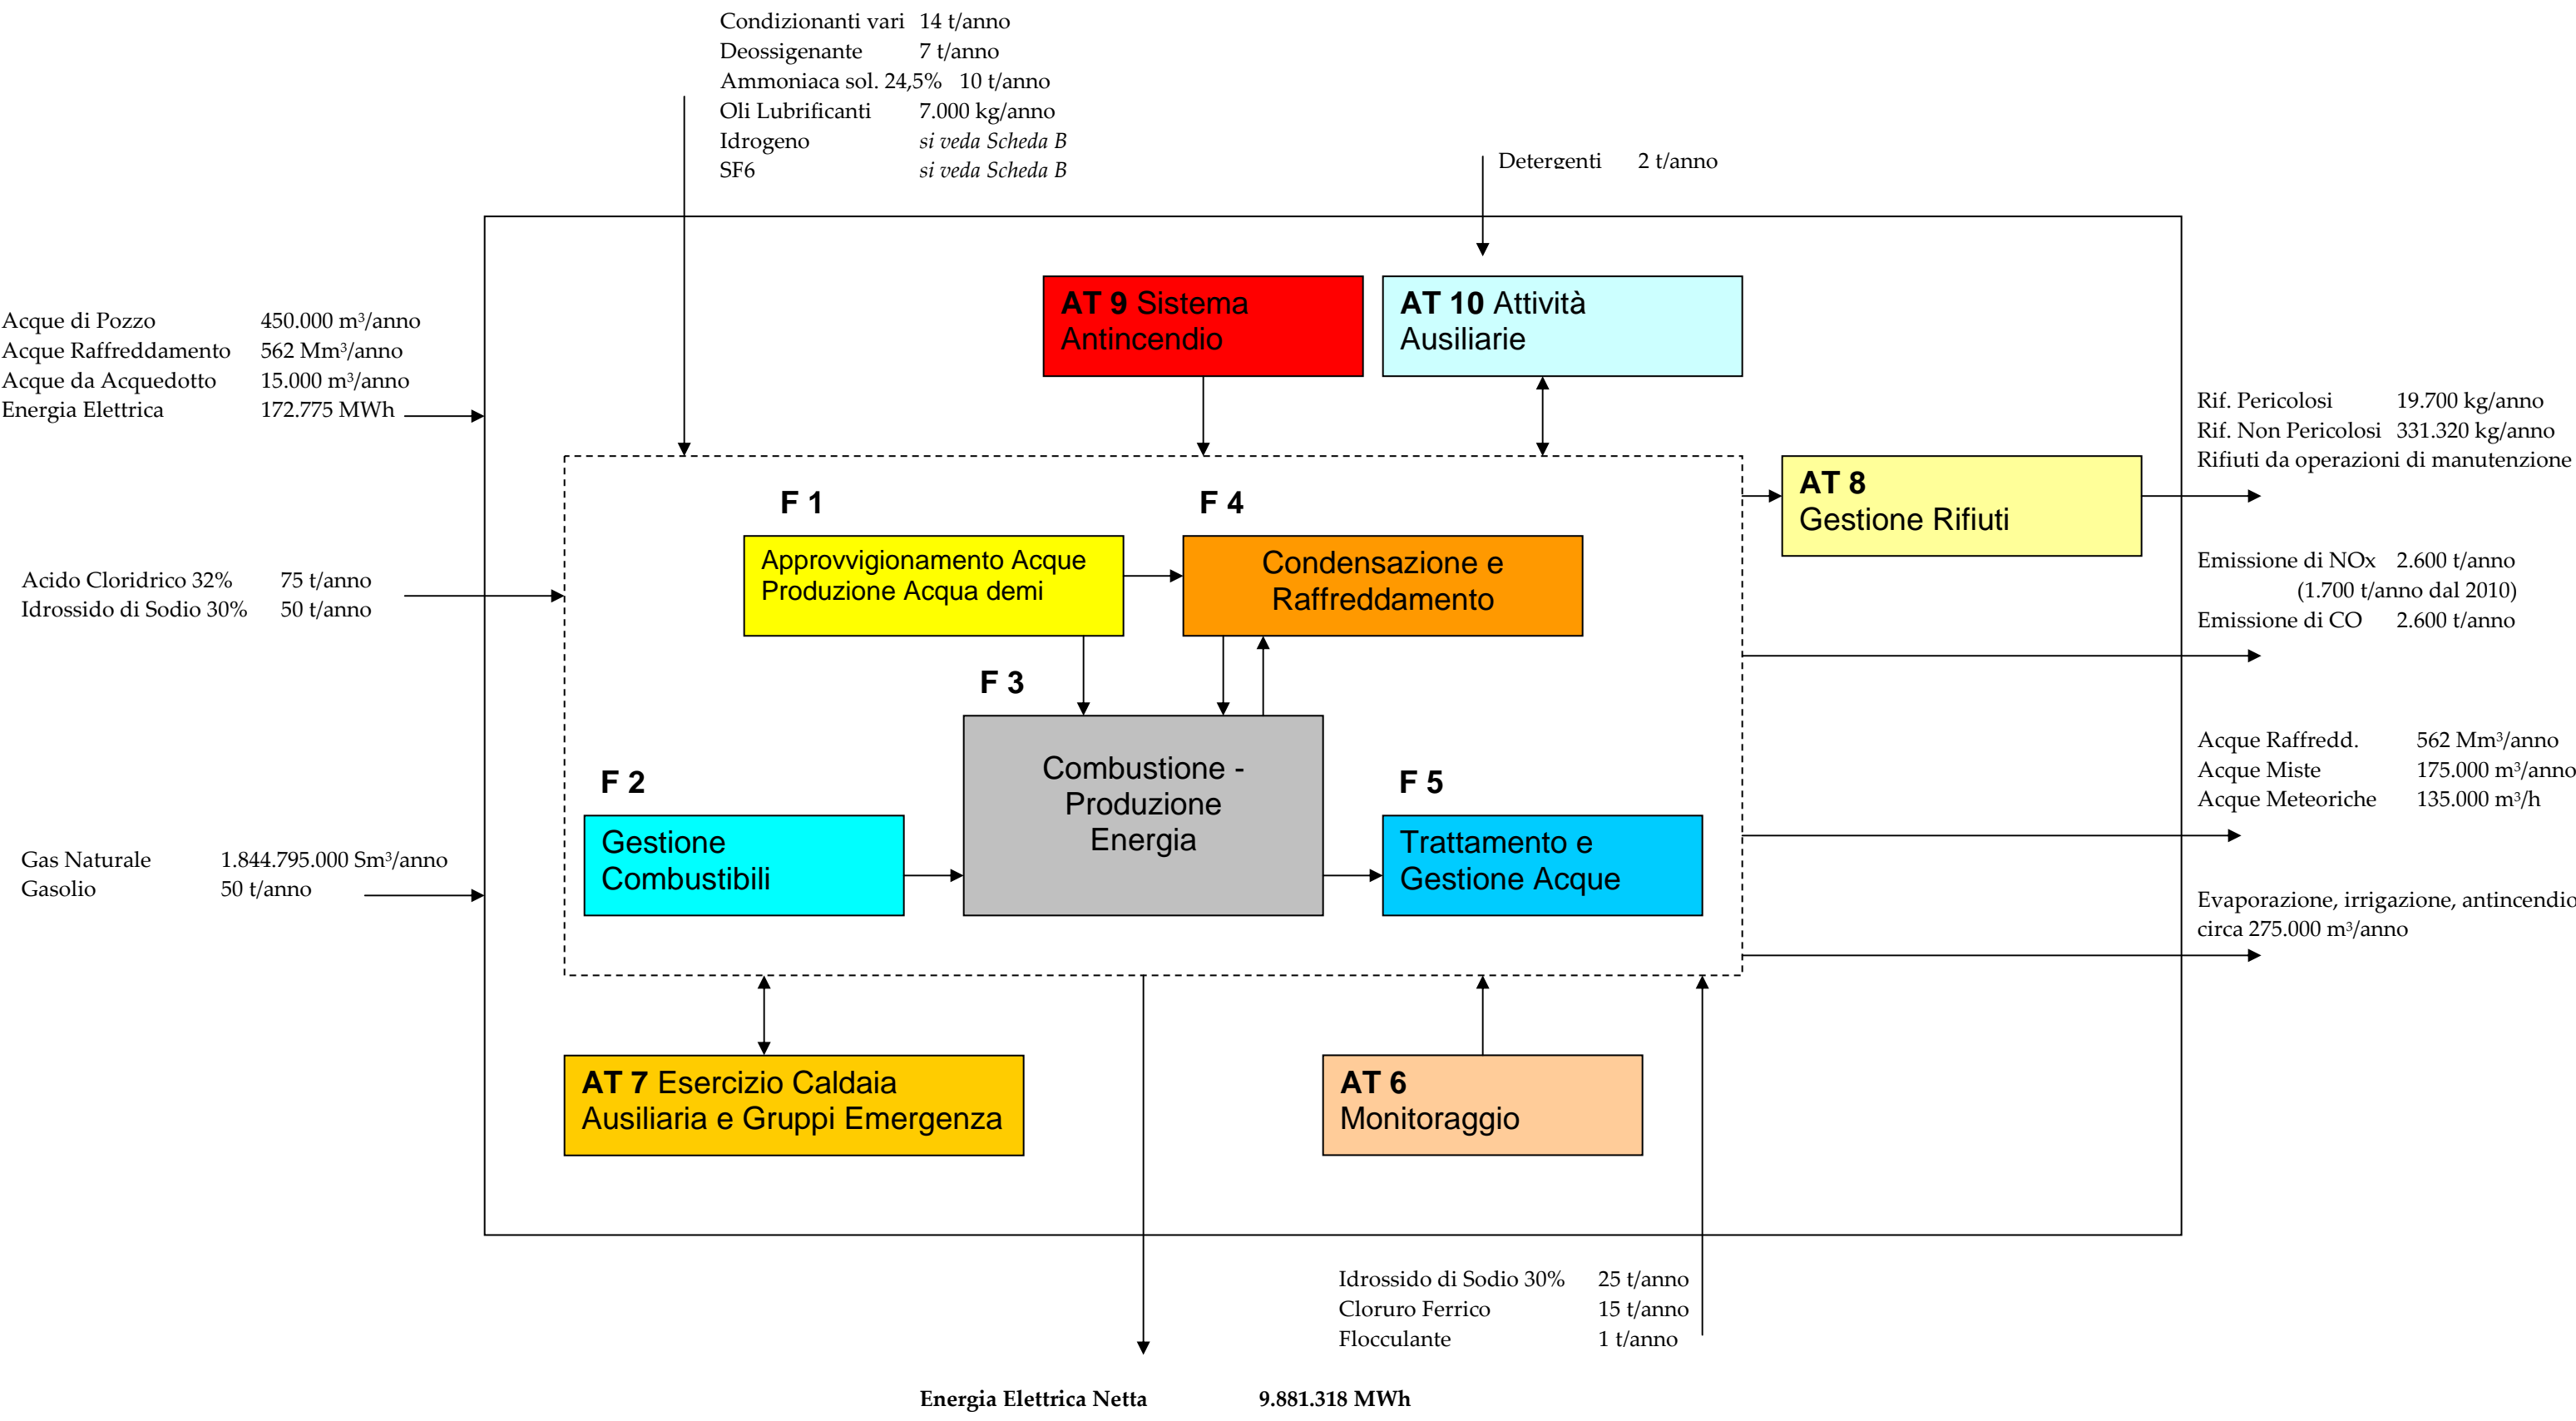 Condizionanti vari 14 t/anno
Deossigenante 7 t/anno
Ammoniaca sol. 24,5% 10 t/anno
Oli Lubrificanti 7.000 kg/anno
Idrogeno si veda Scheda B
SF6 si veda Scheda B
Detergenti 2 t/anno
Acque di Pozzo 450.000 m³/anno
Acque Raffreddamento 562 Mm³/anno
Acque da Acquedotto 15.000 m³/anno
Energia Elettrica 172.775 MWh
AT 9 Sistema
Antincendio
AT 10 Attività
Ausiliarie
Rif. Pericolosi 19.700 kg/anno
Rif. Non Pericolosi 331.320 kg/anno
Rifiuti da operazioni di manutenzione
AT 8
Gestione Rifiuti
F 1
Approvvigionamento Acque
Produzione Acqua demi
F 4
Condensazione e
Raffreddamento
Acido Cloridrico 32% 75 t/anno
Idrossido di Sodio 30% 50 t/anno
Emissione di NOx 2.600 t/anno
(1.700 t/anno dal 2010)
Emissione di CO 2.600 t/anno
F 3
Combustione -
Produzione
Energia
F 2
Gestione
Combustibili
F 5
Trattamento e
Gestione Acque
Acque Raffredd. 562 Mm³/anno
Acque Miste 175.000 m³/anno
Acque Meteoriche 135.000 m³/h
Gas Naturale 1.844.795.000 Sm³/anno
Gasolio 50 t/anno
Evaporazione, irrigazione, antincendio
circa 275.000 m³/anno
AT 7 Esercizio Caldaia
Ausiliaria e Gruppi Emergenza
AT 6
Monitoraggio
Idrossido di Sodio 30% 25 t/anno
Cloruro Ferrico 15 t/anno
Flocculante 1 t/anno
Energia Elettrica Netta 9.881.318 MWh